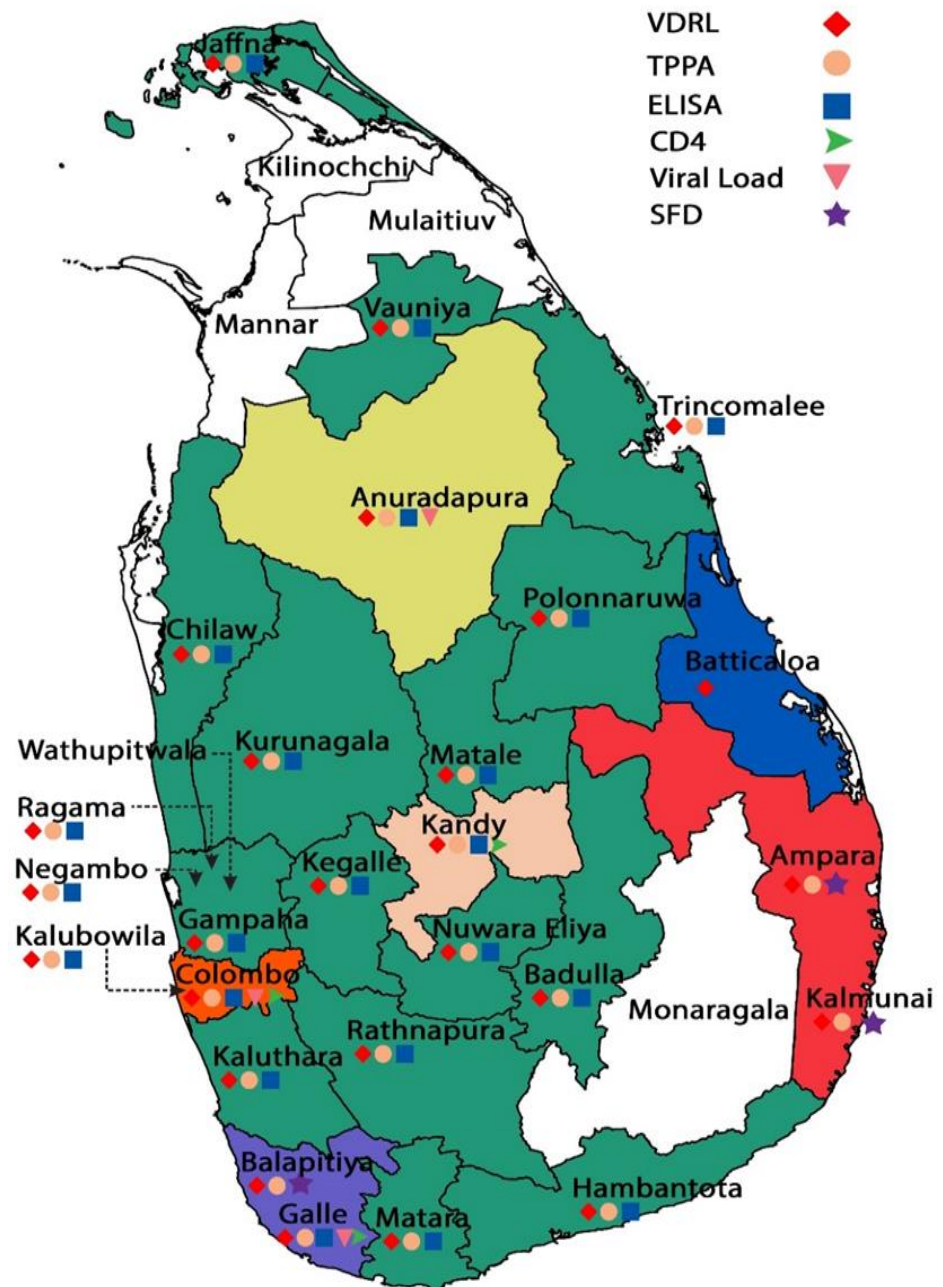 VDRL
TPPA
ELISA
CD4
Viral Load
SFD
Jaffna
Kilinochchi
Mulaitiuv
Vauniya
Mannar
Trincomalee
Anuradapura
Polonnaruwa
Chilaw
Batticaloa
Wathupitwala
Kurunagala
Matale
Ragama
Kandy
Negambo
Kegalle
Ampara
Gampaha
Kalubowila
Nuwara Eliya
Colombo
Badulla
Monaragala
Kalmunai
Rathnapura
Kaluthara
Balapitiya
Hambantota
Galle
Matara